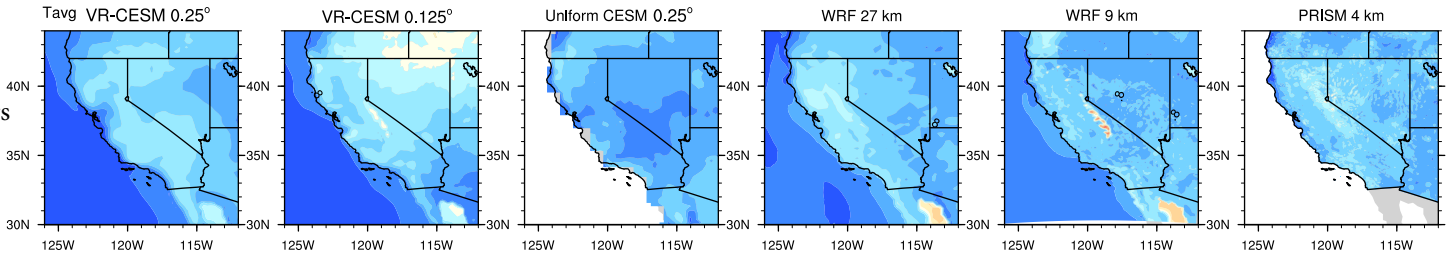 Tavg VR-CESM 0.25° VR-CESM 0.125° Uniform CESM 0.25° WRF 27 km WRF 9 km PRISM 4 km
40N 40N 40N 40N 40N 40N
s
35N 35N 35N 35N 35N 35N
30N 30N 30N 30N 30N 30N
125W 120W 115W 125W 120W 115W 125W 120W 115W 125W 120W 115W 125W 120W 115W 125W 120W 115W